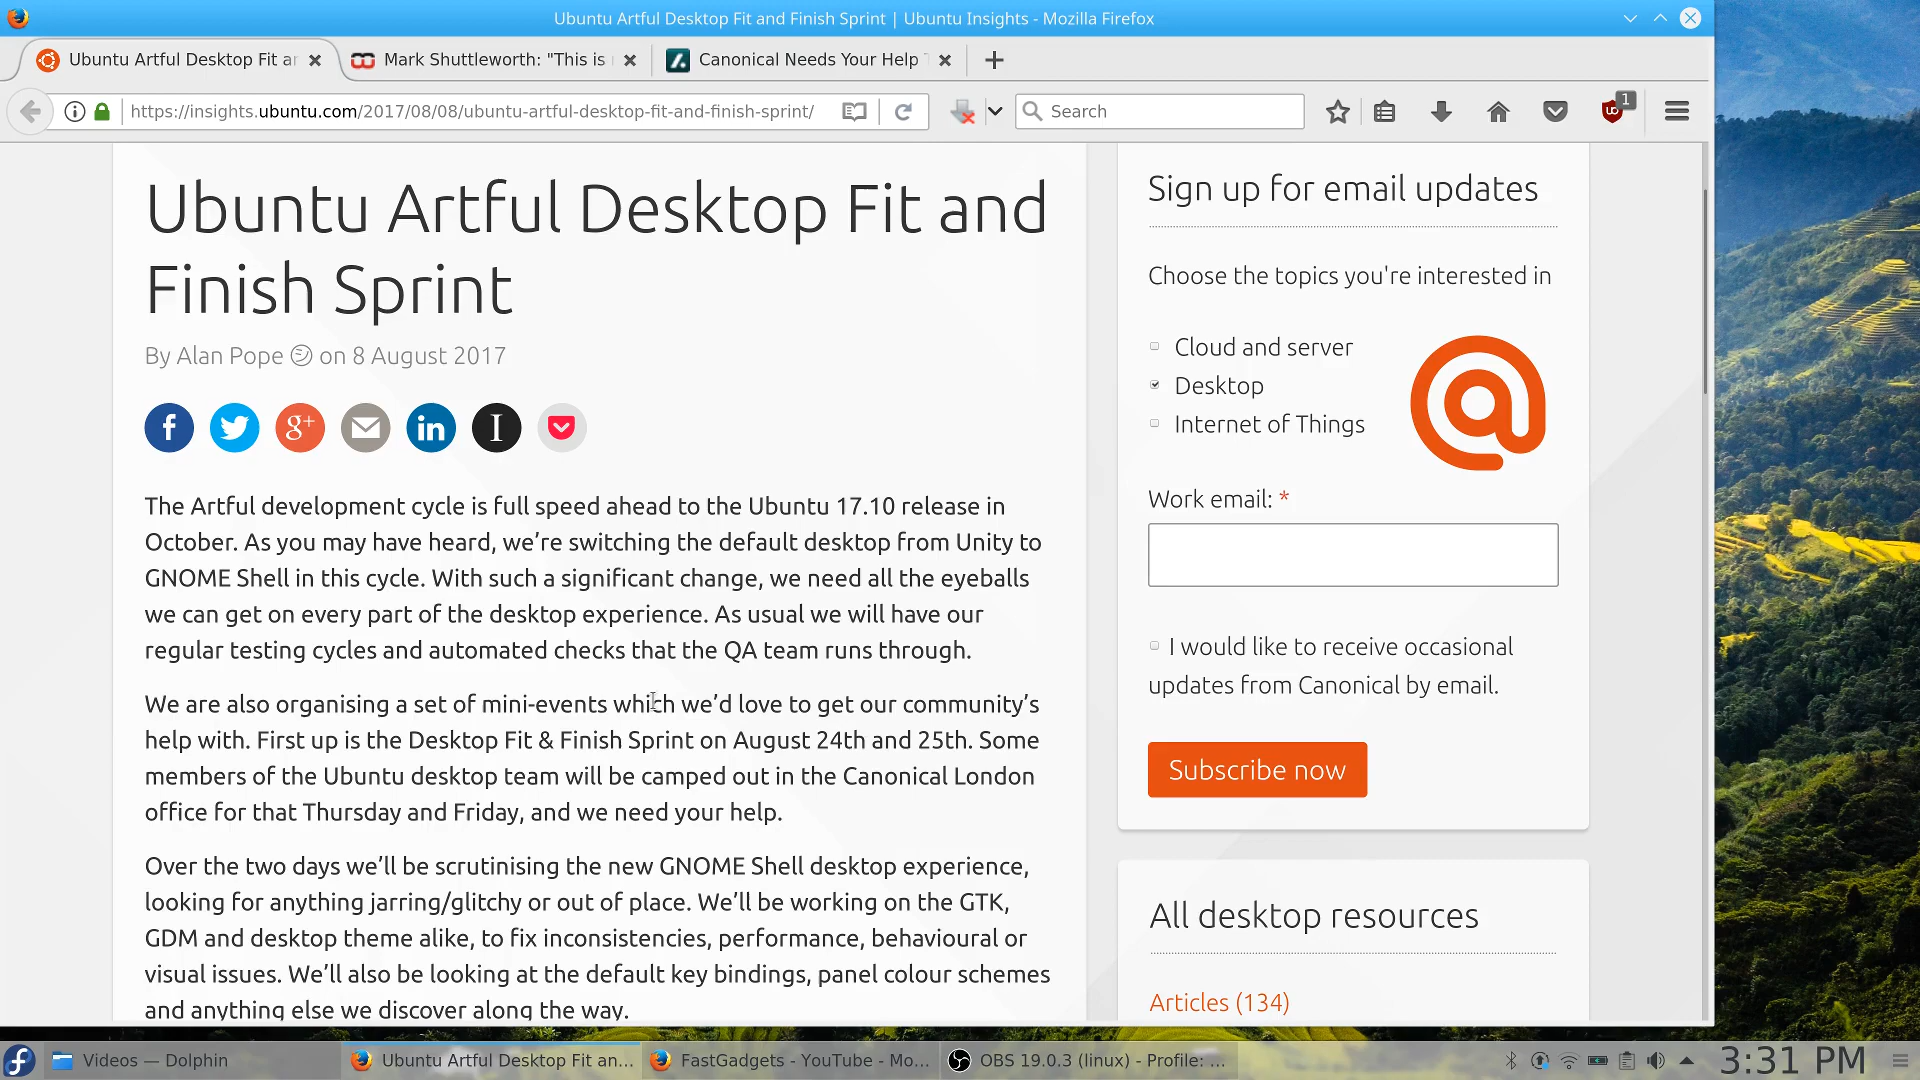 Ubuntu Artful Desktop Fit and Finish Sprint | Ubuntu Insights - Mozilla Firefox
Ubuntu Artful Desktop Fit ar
Mark Shuttleworth: "This is
Canonical Needs Your Help T
https://insights.ubuntu.com/2017/08/08/ubuntu-artful-desktop-fit-and-finish-sprint/
Search
1
Ubuntu Artful Desktop Fit and
Finish Sprint
By Alan Pope on 8 August 2017
The Artful development cycle is full speed ahead to the Ubuntu 17.10 release in
October. As you may have heard, we’re switching the default desktop from Unity to
GNOME Shell in this cycle. With such a significant change, we need all the eyeballs
we can get on every part of the desktop experience. As usual we will have our
regular testing cycles and automated checks that the QA team runs through.
We are also organising a set of mini-events which we’d love to get our community’s
help with. First up is the Desktop Fit & Finish Sprint on August 24th and 25th. Some
members of the Ubuntu desktop team will be camped out in the Canonical London
office for that Thursday and Friday, and we need your help.
Over the two days we’ll be scrutinising the new GNOME Shell desktop experience,
looking for anything jarring/glitchy or out of place. We’ll be working on the GTK,
GDM and desktop theme alike, to fix inconsistencies, performance, behavioural or
visual issues. We’ll also be looking at the default key bindings, panel colour schemes
and anything else we discover along the way.
Sign up for email updates
Choose the topics you're interested in
Cloud and server
Desktop
Internet of Things
Work email: *
I would like to receive occasional
updates from Canonical by email.
Subscribe now
All desktop resources
Articles (134)
Videos — Dolphin
Ubuntu Artful Desktop Fit an...
FastGadgets - YouTube - Mo...
OBS 19.0.3 (linux) - Profile: ...
3:31 PM